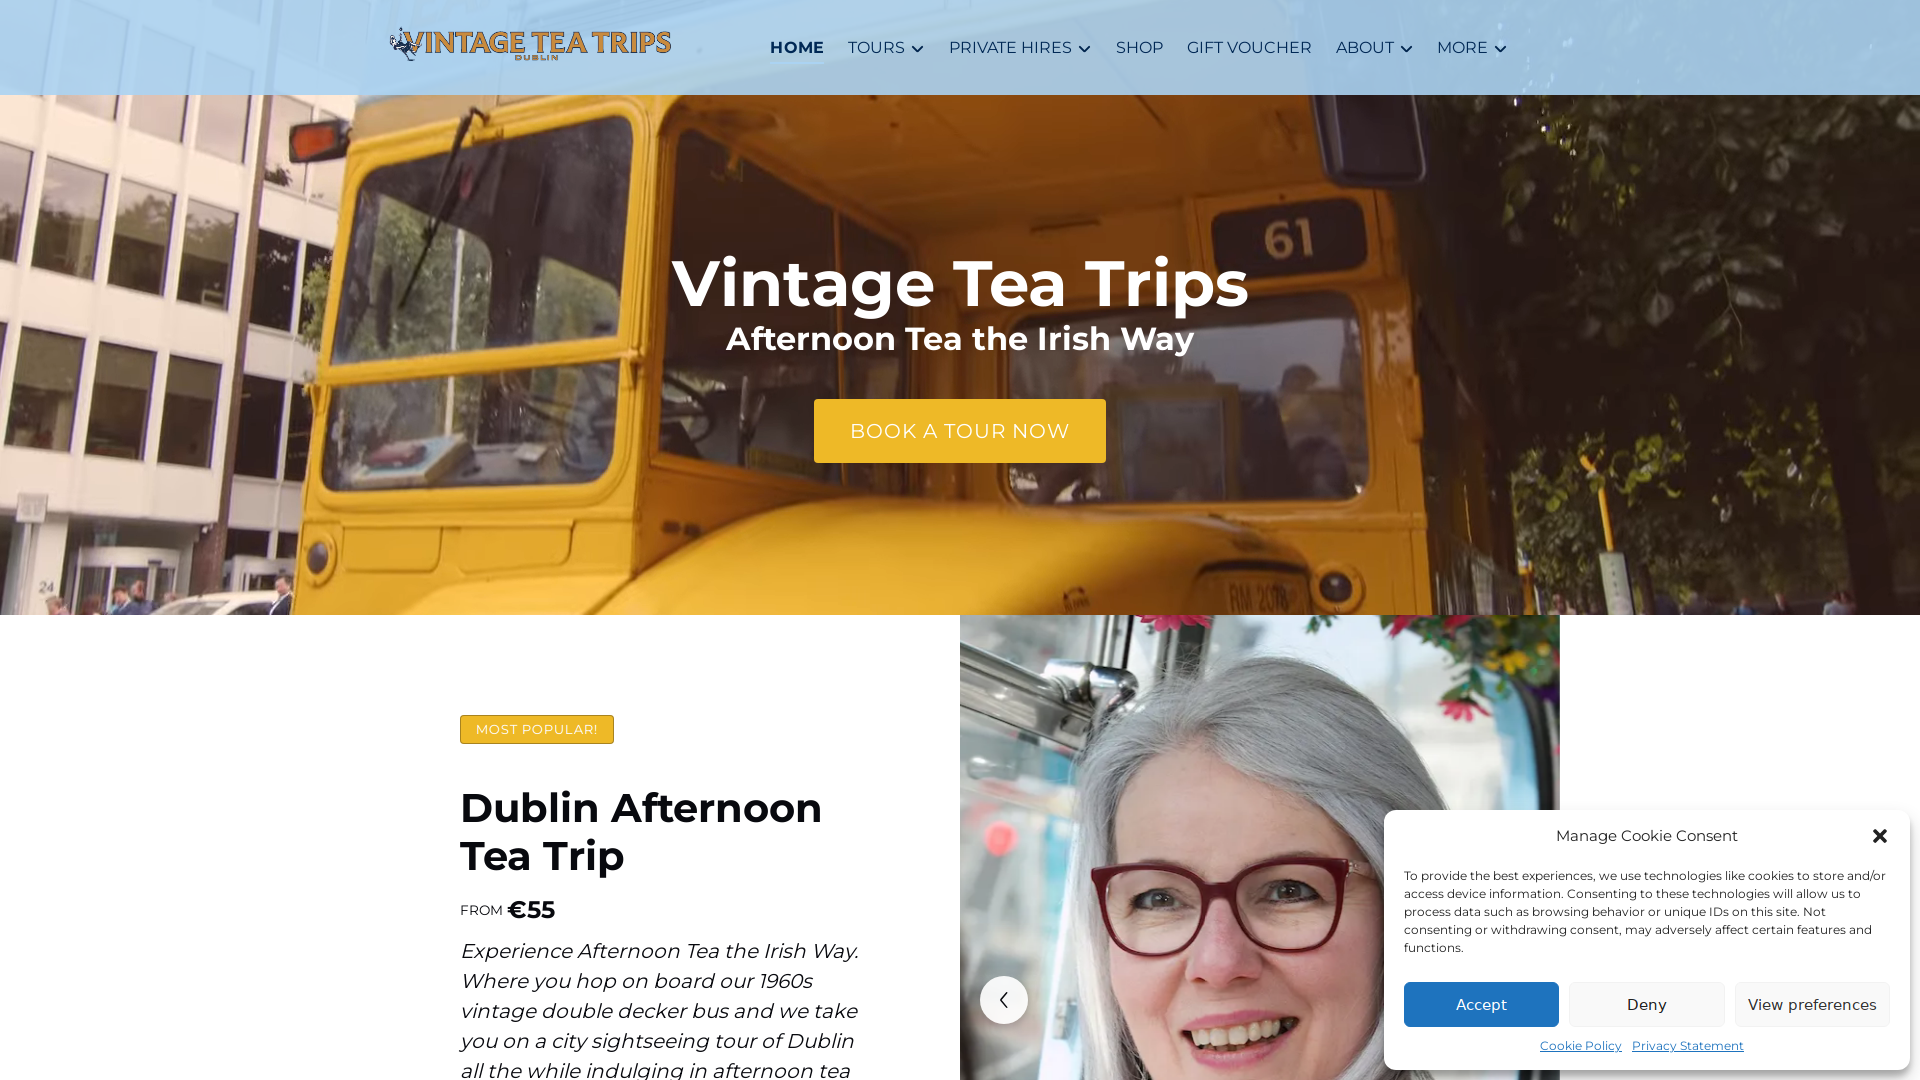 VINTAGE TEA TRIPS
DUBLIN
HOME
TOURS
PRIVATE HIRES
SHOP
GIFT VOUCHER
ABOUT
MORE
61
Vintage Tea Trips
Afternoon Tea the Irish Way
BOOK A TOUR NOW
24
RM 2078
MOST POPULAR!
Dublin Afternoon
Tea Trip
FROM €55
Experience Afternoon Tea the Irish Way.
Where you hop on board our 1960s
vintage double decker bus and we take
you on a city sightseeing tour of Dublin
all the while indulging in afternoon tea
Manage Cookie Consent
To provide the best experiences, we use technologies like cookies to store and/or
access device information. Consenting to these technologies will allow us to
process data such as browsing behavior or unique IDs on this site. Not
consenting or withdrawing consent, may adversely affect certain features and
functions.
Accept
Deny
View preferences
Cookie Policy
Privacy Statement